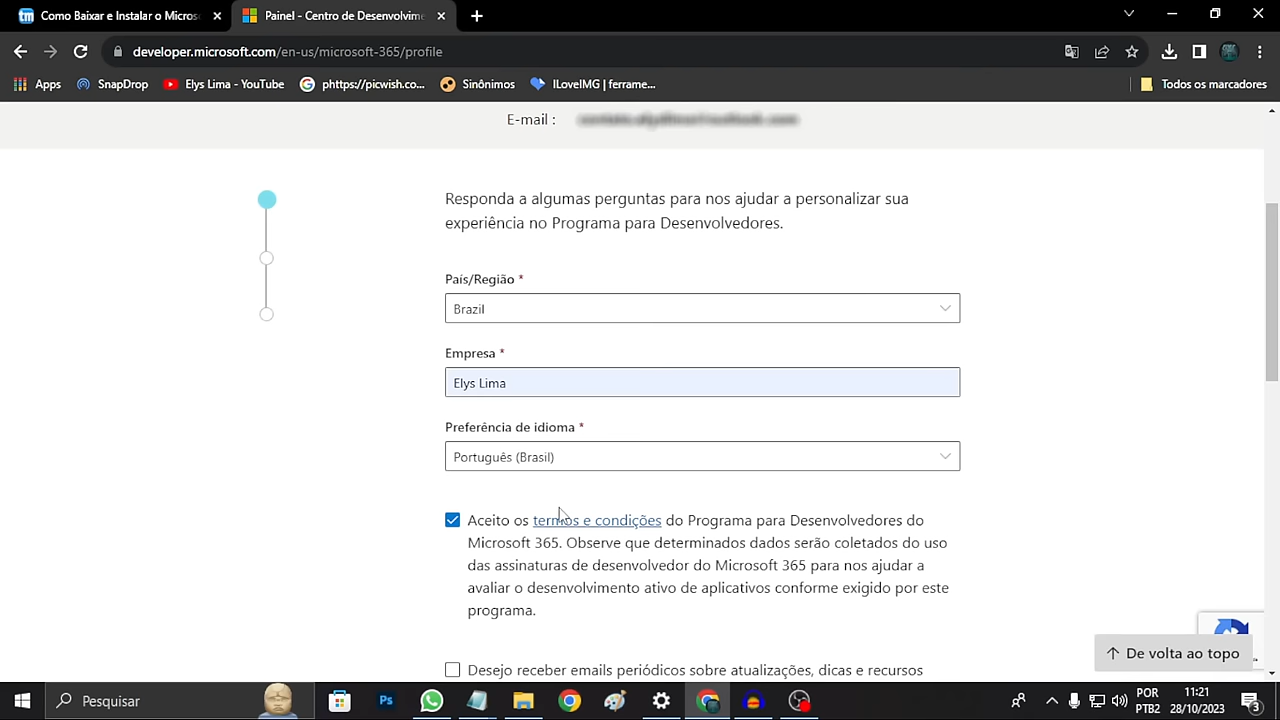 Como Baixar e Instalar o Micros
Painel - Centro de Desenvolvime
developer.microsoft.com/en-us/microsoft-365/profile
Apps
SnapDrop
Elys Lima - YouTube
phttps://picwish.co...
Sinônimos
ILoveIMG | ferrame...
Todos os marcadores
E-mail :
Responda a algumas perguntas para nos ajudar a personalizar sua
experiência no Programa para Desenvolvedores.
País/Região *
Brazil
Empresa *
Elys Lima
Preferência de idioma *
Português (Brasil)
Aceito os termos e condições do Programa para Desenvolvedores do
Microsoft 365. Observe que determinados dados serão coletados do uso
das assinaturas de desenvolvedor do Microsoft 365 para nos ajudar a
avaliar o desenvolvimento ativo de aplicativos conforme exigido por este
programa.
De volta ao topo
Desejo receber emails periódicos sobre atualizações, dicas e recursos
Pesquisar
Ps
POR
PTB2
11:21
28/10/2023
3